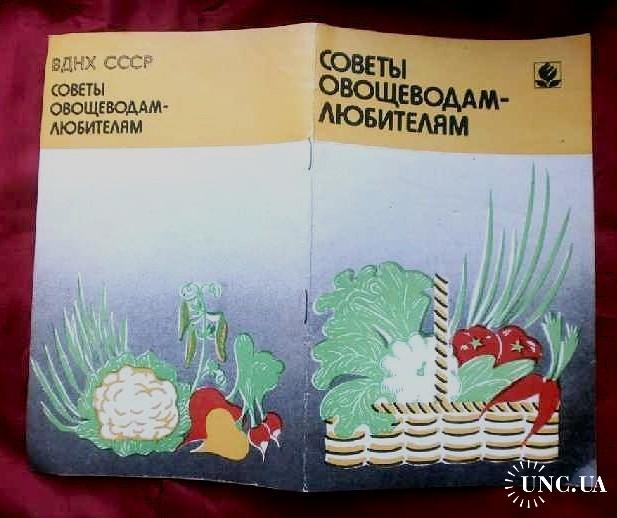 ВДНХ СССР
СОВЕТЫ
ОВОЩЕВОДАМ-
ЛЮБИТЕЛЯМ
СОВЕТЫ
ОВОЩЕВОДАМ-
ЛЮБИТЕЛЯМ
UNC.UA